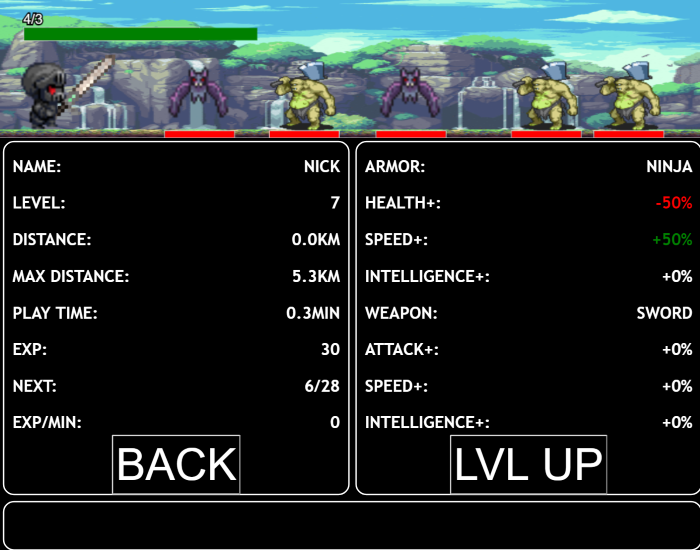 4/3
NAME: NICK
LEVEL: 7
DISTANCE: 0.0KM
MAX DISTANCE: 5.3KM
PLAY TIME: 0.3MIN
EXP: 30
NEXT: 6/28
EXP/MIN: 0
BACK
ARMOR: NINJA
HEALTH+: -50%
SPEED+: +50%
INTELLIGENCE+: +0%
WEAPON: SWORD
ATTACK+: +0%
SPEED+: +0%
INTELLIGENCE+: +0%
LVL UP